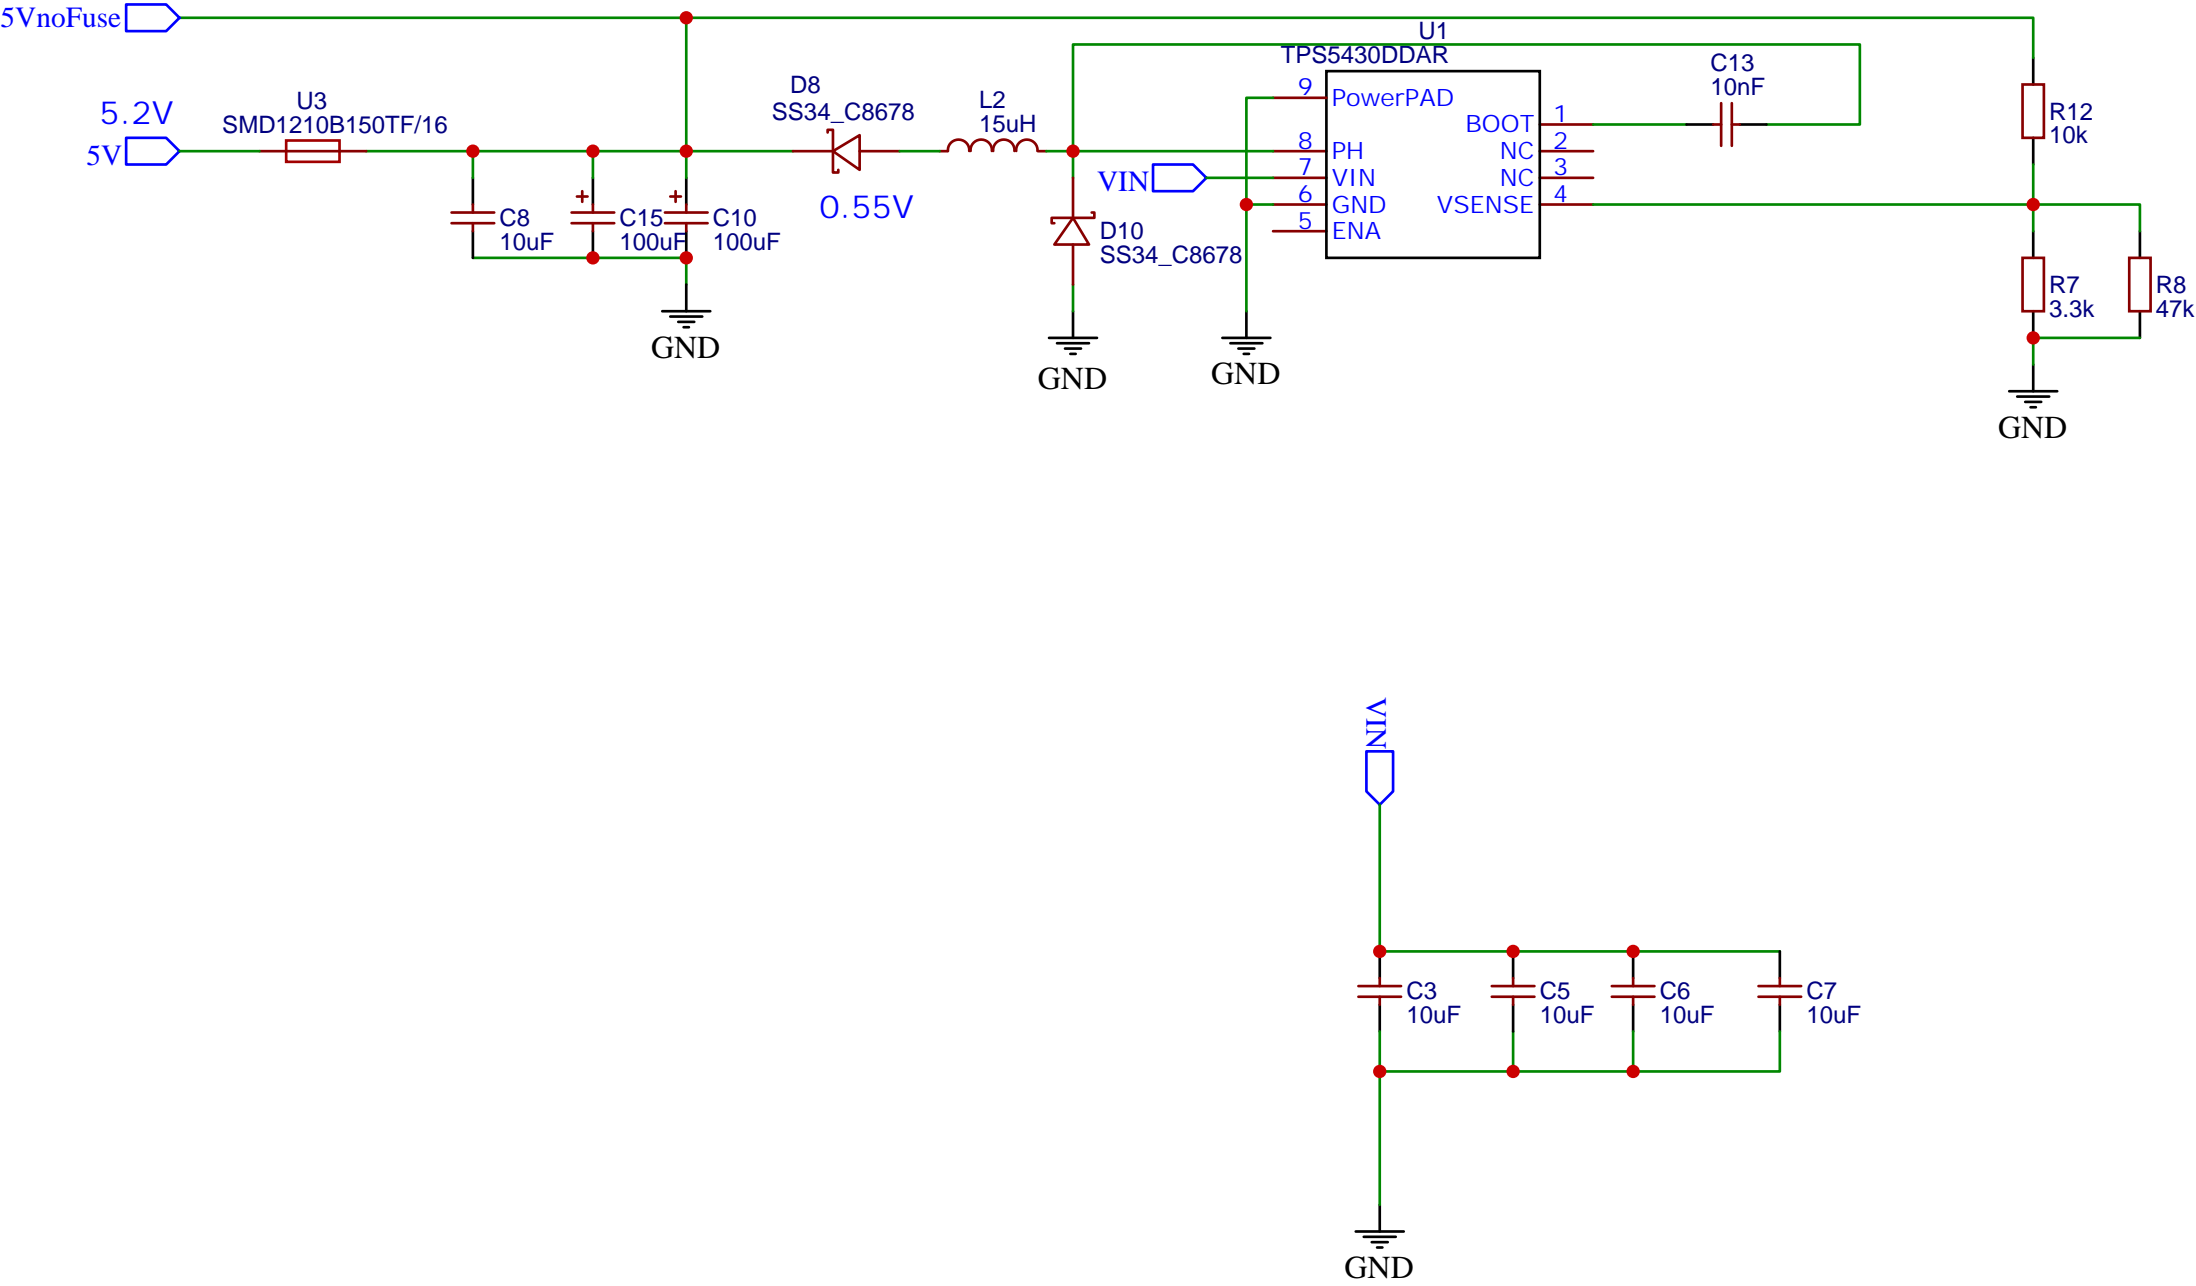 5VnoFuse
U1
TPS5430DDAR
5.2V
5V
U3
SMD1210B150TF/16
D8
SS34_C8678
0.55V
L2
15uH
9
PowerPAD
8
PH
7
VIN
6
GND
5
ENA
BOOT
1
NC
2
NC
3
VSENSE
4
C13
10nF
R12
10k
VIN
C8
10uF
+
C15
100uF
+
C10
100uF
D10
SS34_C8678
R7
3.3k
R8
47k
GND
GND
GND
GND
VIN
C3
10uF
C5
10uF
C6
10uF
C7
10uF
GND